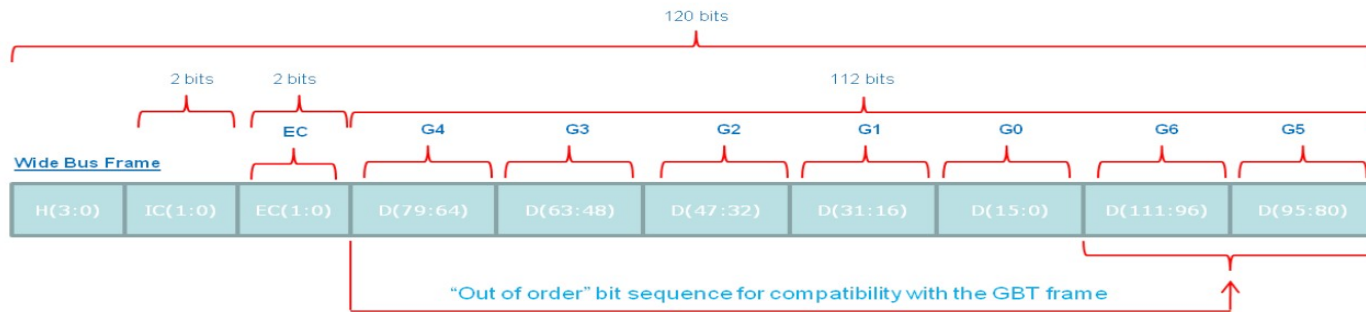 120 bits
2 bits 2 bits 112 bits
EC G4 G3 G2 G1 G0 G6 G5
Wide Bus Frame
H(3:0) IC(1:0) EC(1:0) D(79:64) D(63:48) D(47:32) D(31:16) D(15:0) D(111:96) D(95:80)
“Out of order” bit sequence for compatibility with the GBT frame